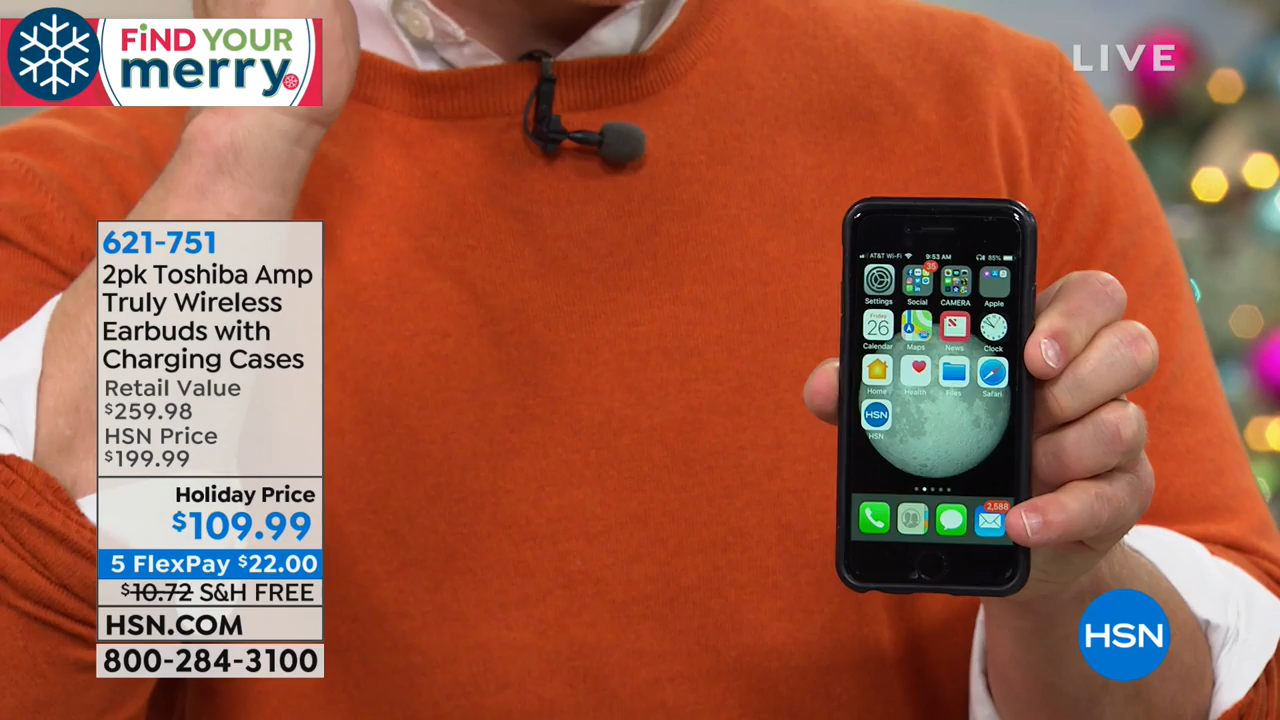 FiND YOUR
merry.
LIVE
621-751
2pk Toshiba Amp
Truly Wireless
Earbuds with
Charging Cases
Retail Value
$259.98
HSN Price
$199.99
Holiday Price
$109.99
5 FlexPay $22.00
$10.72 S&H FREE
HSN.COM
800-284-3100
AT&T Wi-Fi 9:53 AM 85%
35
Settings Social CAMERA Apple
Friday
26
Calendar Maps News Clock
Home Health Files Safari
HSN
HSN
2,588
HSN